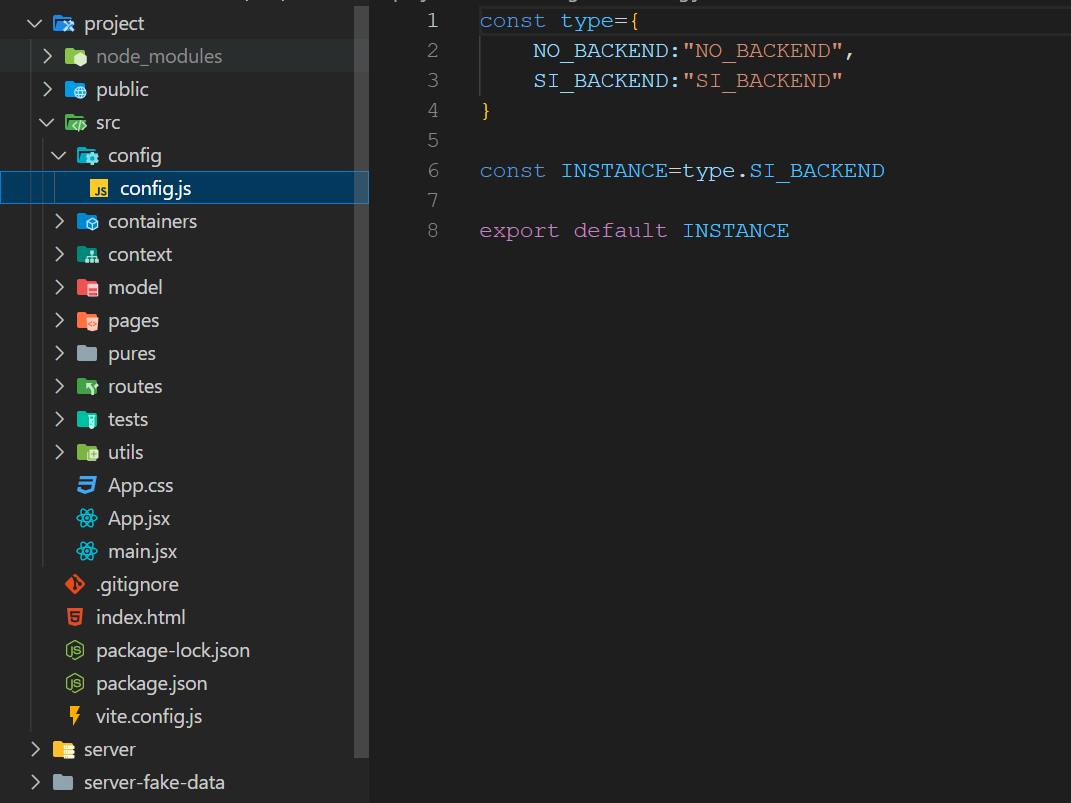 project
node_modules
public
src
config
config.js
containers
context
model
pages
pures
routes
tests
utils
App.css
App.jsx
main.jsx
.gitignore
index.html
package-lock.json
package.json
vite.config.js
server
server-fake-data
1 const type={
2 NO_BACKEND:"NO_BACKEND",
3 SI_BACKEND:"SI_BACKEND"
4 }
5
6 const INSTANCE=type.SI_BACKEND
7
8 export default INSTANCE